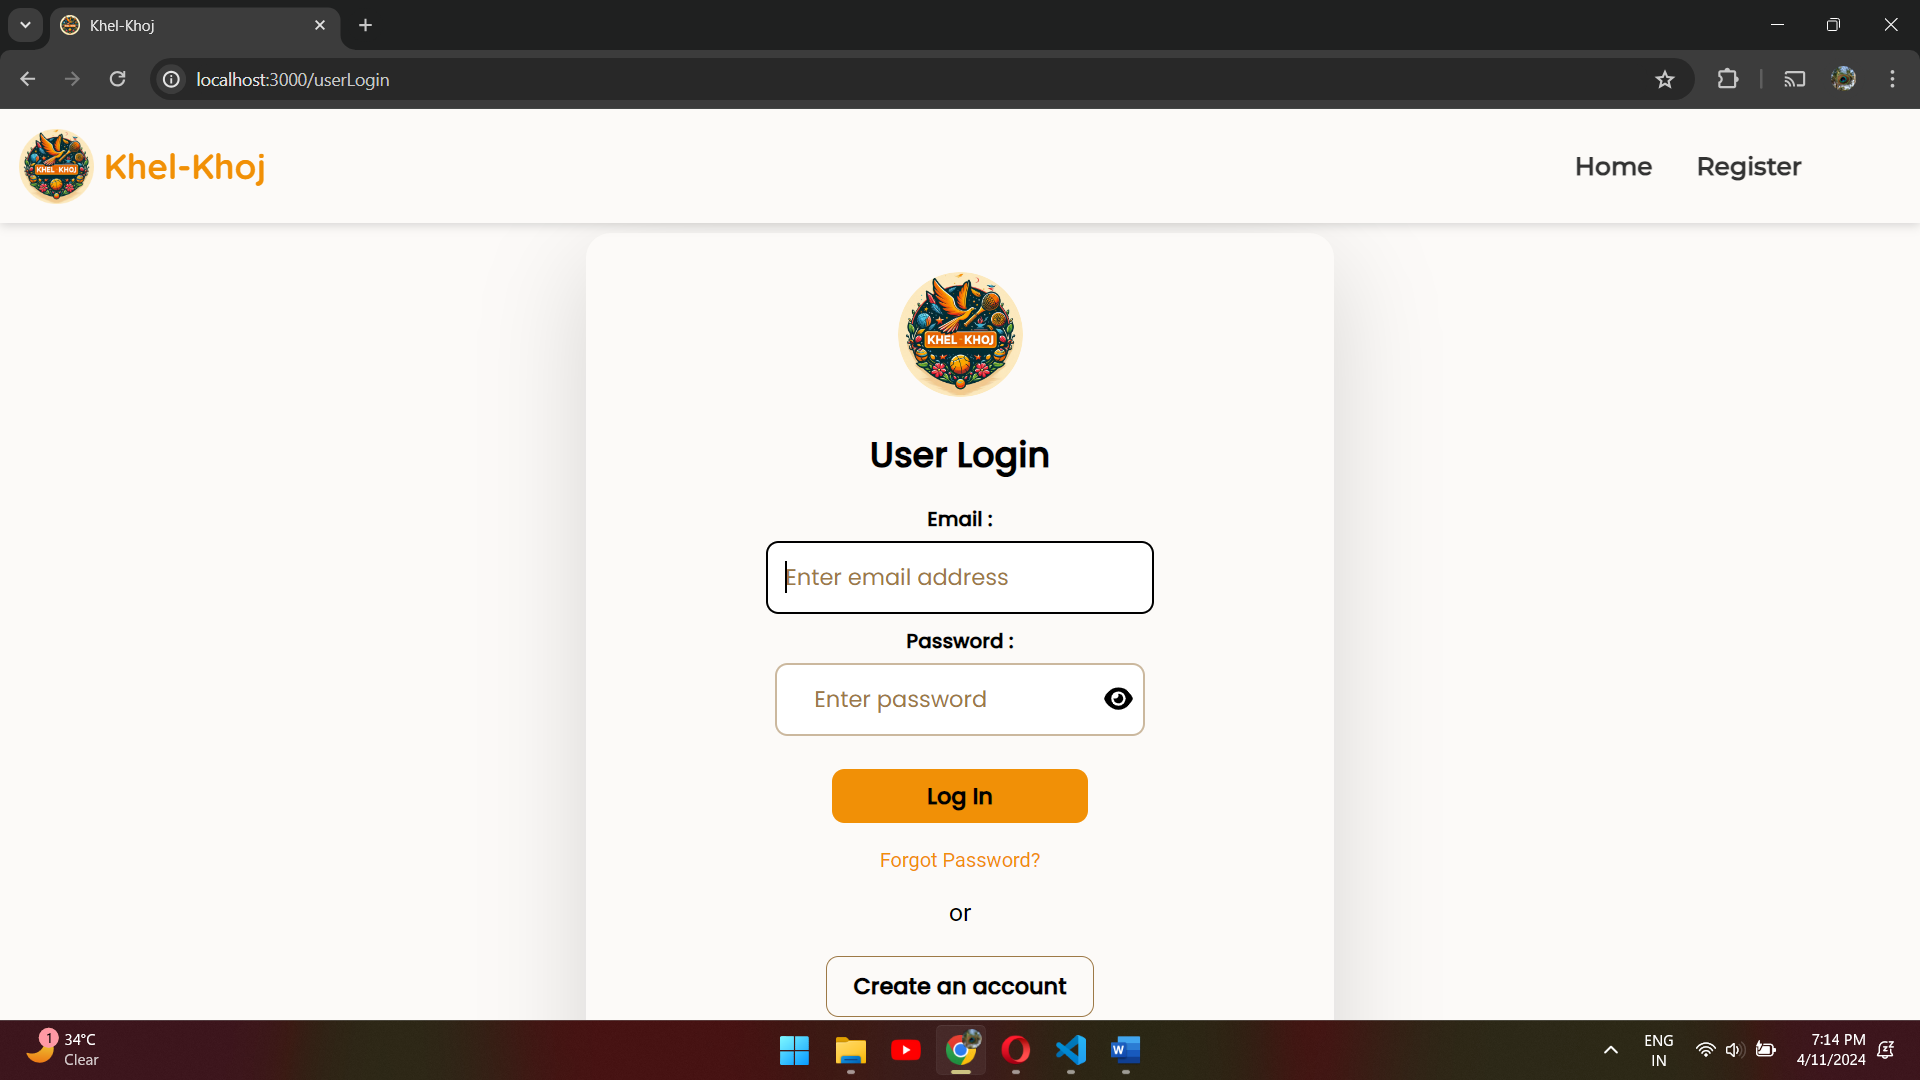 Khel-Khoj
localhost:3000/userLogin
KHEL-KHOJ
Khel-Khoj
Home
Register
KHEL-KHOJ
User Login
Email :
Enter email address
Password :
Enter password
Log In
Forgot Password?
or
Create an account
1
34°C
Clear
W
ENG
IN
7:14 PM
4/11/2024